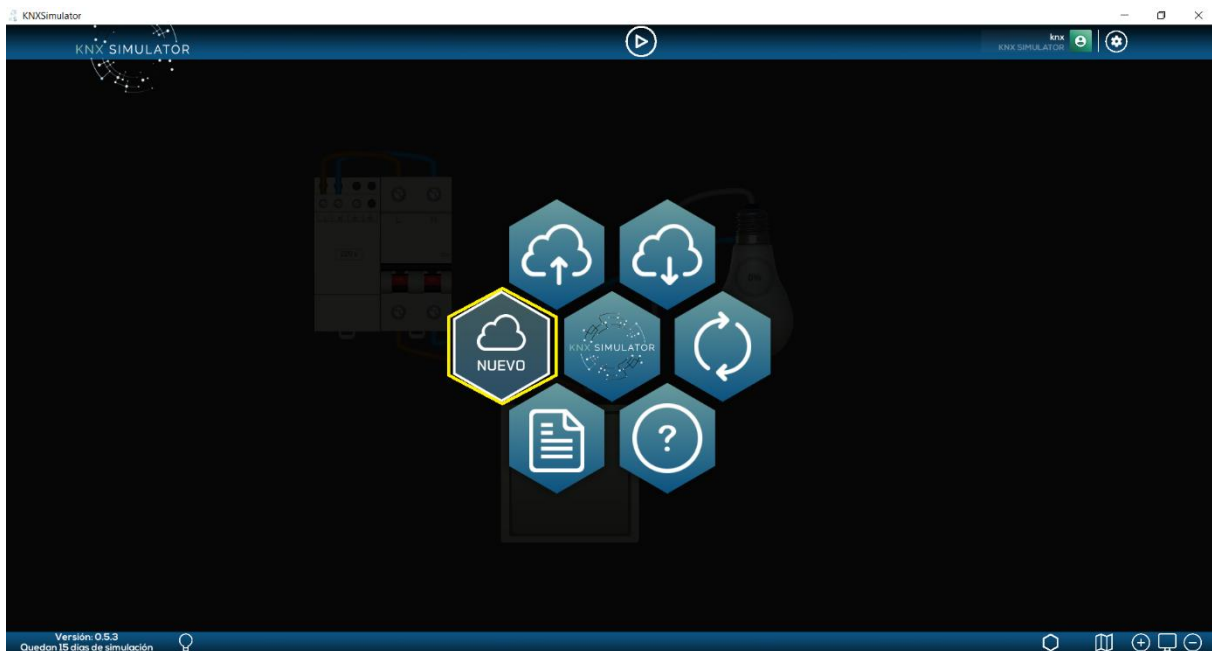 KNXSimulator
KNX SIMULATOR
knx
KNX SIMULATOR
NUEVO
KNX SIMULATOR
?
Versión: 0.5.3
Quedan 15 días de simulación